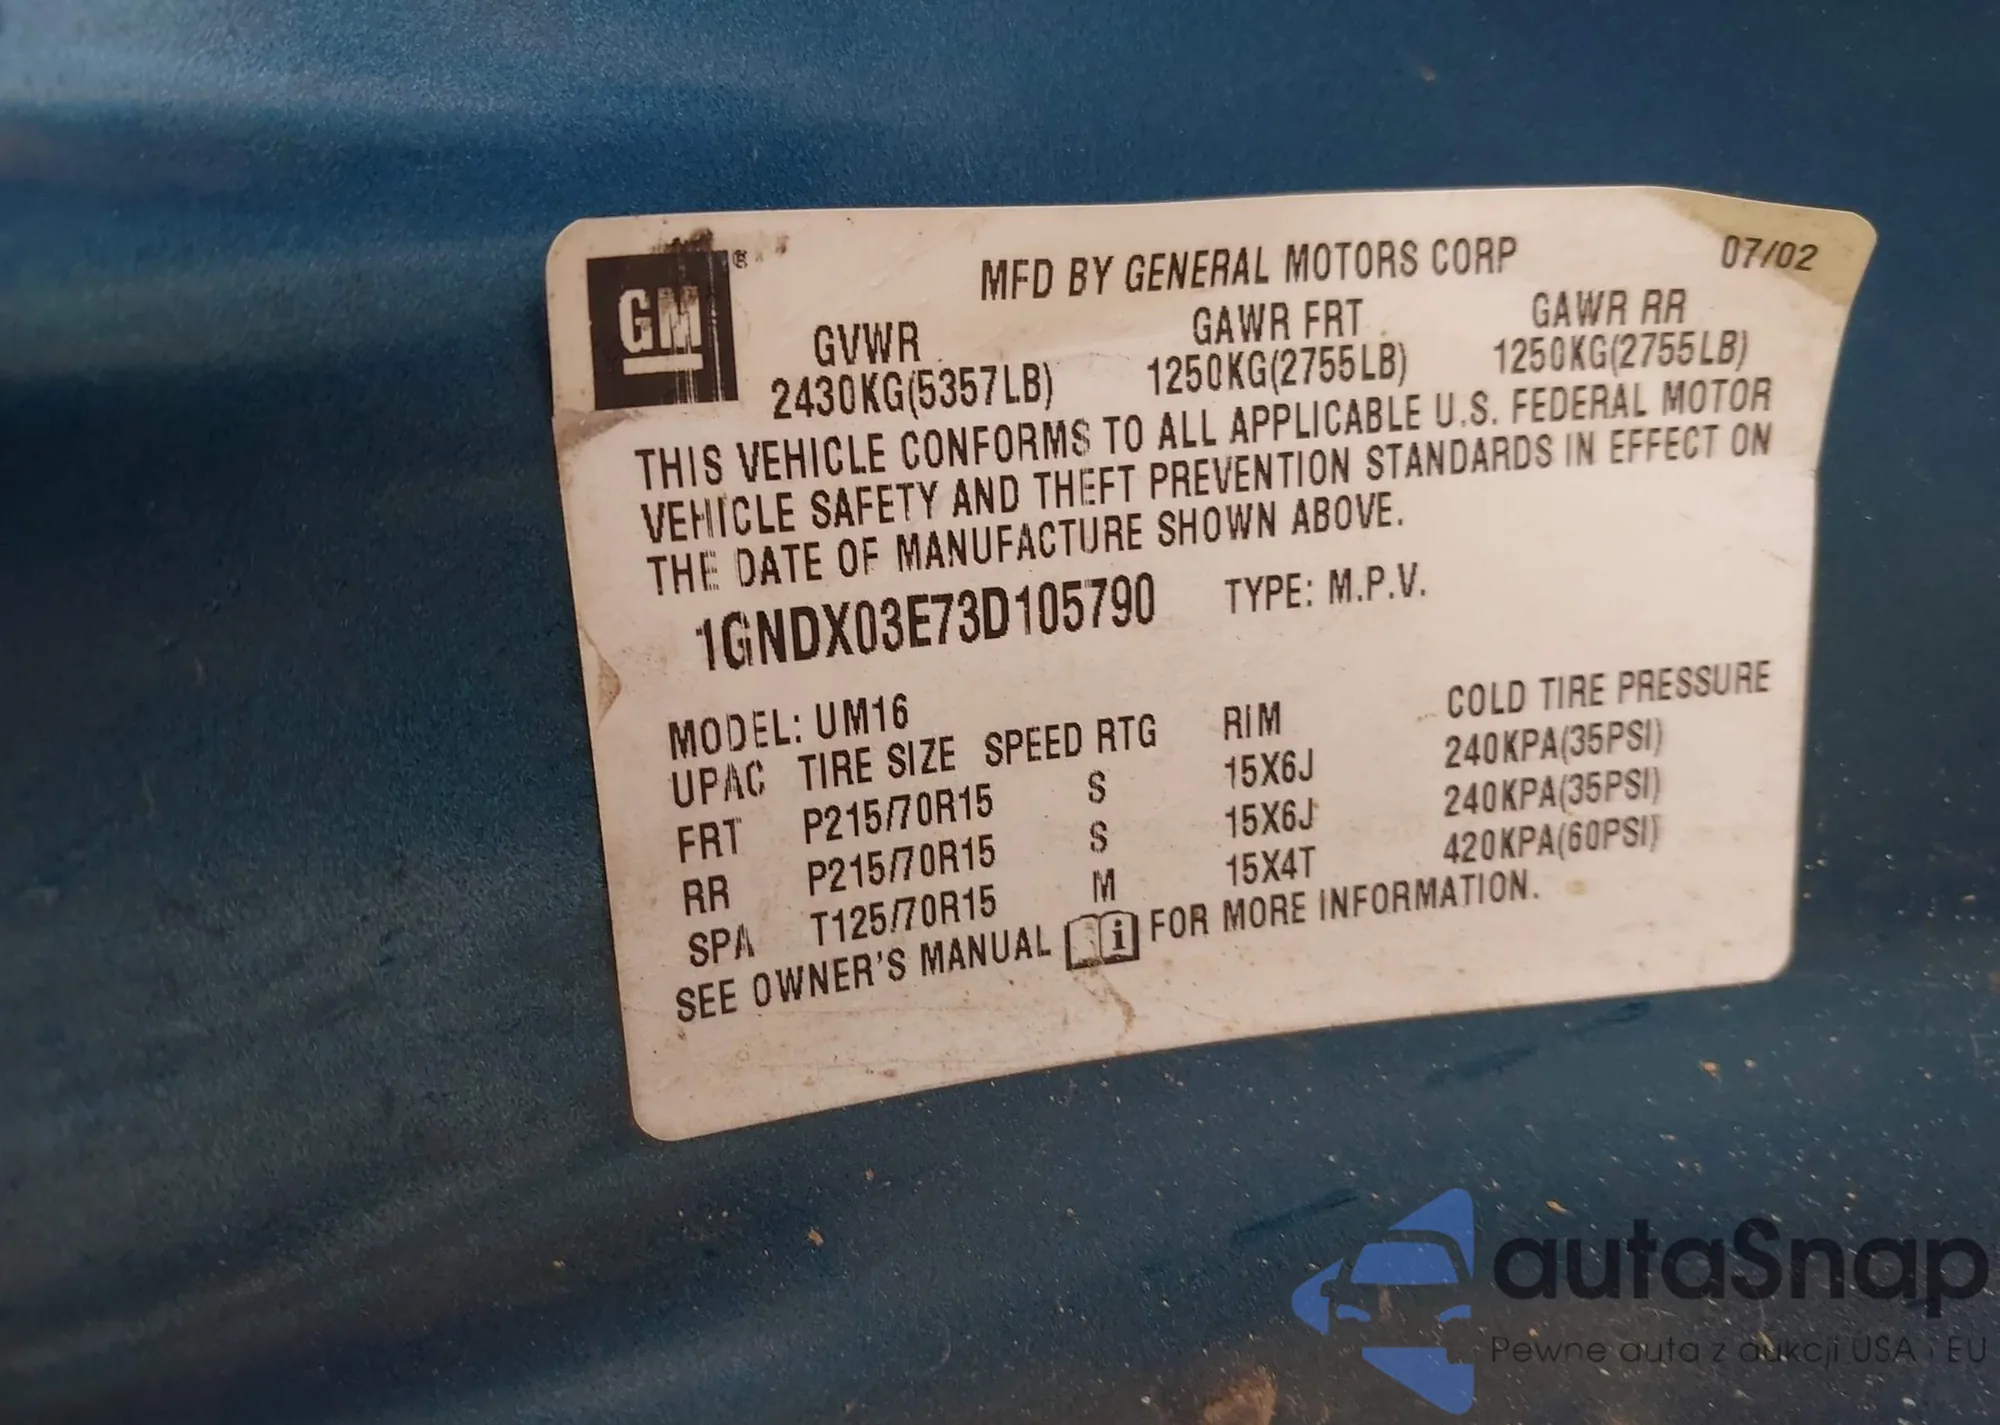 GM ®
MFD BY GENERAL MOTORS CORP 07/02
GVWR GAWR FRT GAWR RR
2430KG(5357LB) 1250KG(2755LB) 1250KG(2755LB)
THIS VEHICLE CONFORMS TO ALL APPLICABLE U.S. FEDERAL MOTOR
VEHICLE SAFETY AND THEFT PREVENTION STANDARDS IN EFFECT ON
THE DATE OF MANUFACTURE SHOWN ABOVE.
1GNDX03E73D105790 TYPE: M.P.V.
MODEL: UM16
UPAC TIRE SIZE SPEED RTG RIM COLD TIRE PRESSURE
FRT P215/70R15 S 15X6J 240KPA(35PSI)
RR P215/70R15 S 15X6J 240KPA(35PSI)
SPA T125/70R15 M 15X4T 420KPA(60PSI)
SEE OWNER'S MANUAL i FOR MORE INFORMATION.
autaSnap
Pewne auta z aukcji USA i EU